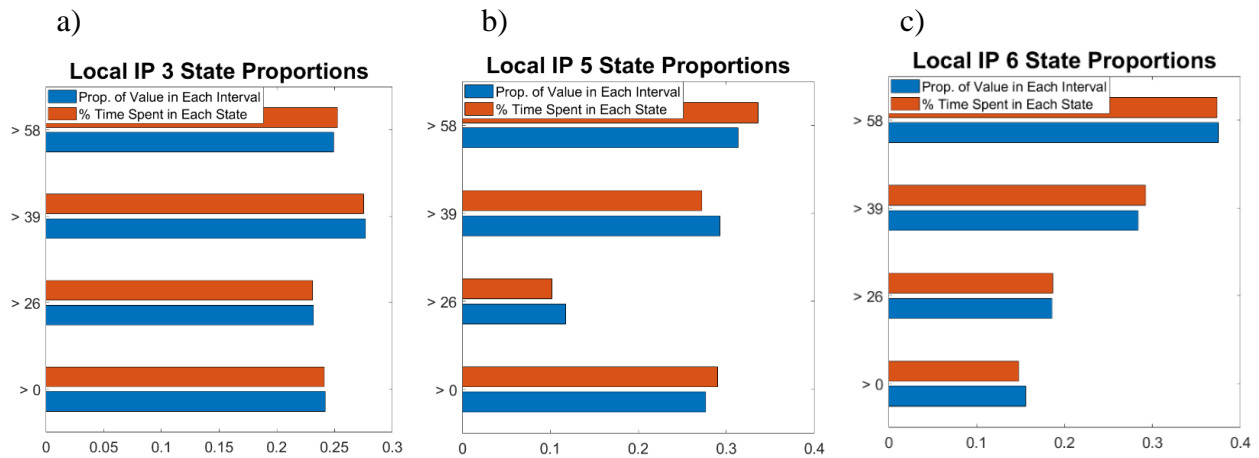 a)
Local IP 3 State Proportions
Prop. of Value in Each Interval
% Time Spent in Each State
> 58
> 39
> 26
> 0
0 0.05 0.1 0.15 0.2 0.25 0.3
b)
Local IP 5 State Proportions
Prop. of Value in Each Interval
% Time Spent in Each State
> 58
> 39
> 26
> 0
0 0.1 0.2 0.3 0.4
c)
Local IP 6 State Proportions
Prop. of Value in Each Interval
% Time Spent in Each State
> 58
> 39
> 26
> 0
0 0.1 0.2 0.3 0.4